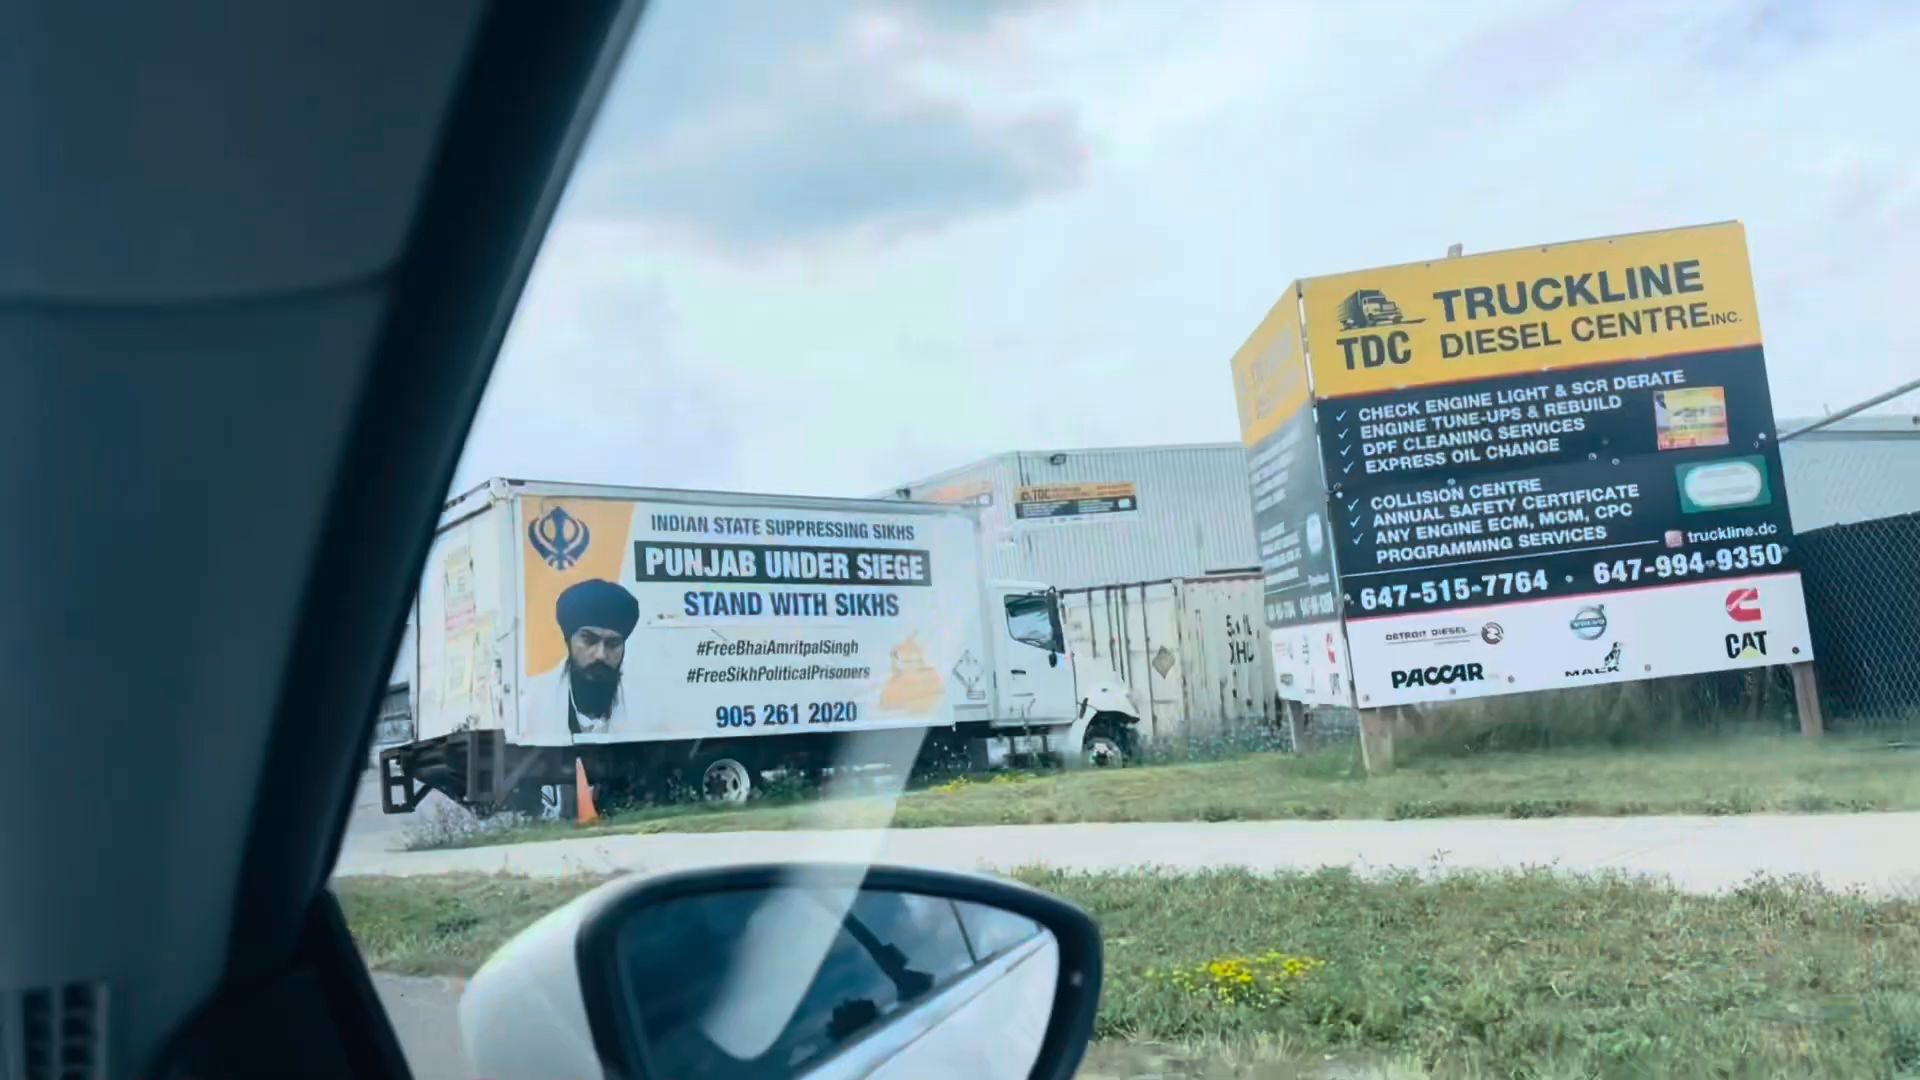 INDIAN STATE SUPPRESSING SIKHS
PUNJAB UNDER SIEGE
STAND WITH SIKHS
#FreeBhaiAmritpalSingh
#FreeSikhPoliticalPrisoners
905 261 2020
TDC
TRUCKLINE
DIESEL CENTRE INC.
TDC
✓ CHECK ENGINE LIGHT & SCR DERATE
✓ ENGINE TUNE-UPS & REBUILD
✓ DPF CLEANING SERVICES
✓ EXPRESS OIL CHANGE
✓ COLLISION CENTRE
✓ ANNUAL SAFETY CERTIFICATE
✓ ANY ENGINE ECM, MCM, CPC
PROGRAMMING SERVICES
truckline.dc
647-515-7764 • 647-994-9350
DETROIT DIESEL
VOLVO
PACCAR
MACK
CAT